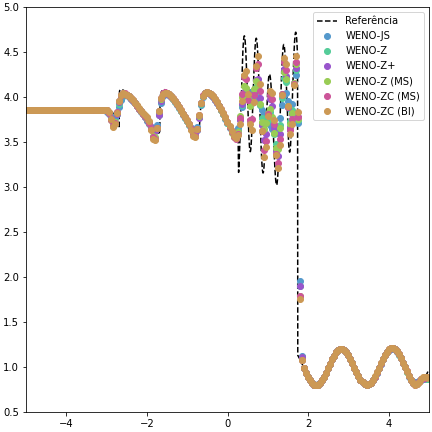 5.0
4.5
4.0
3.5
3.0
2.5
2.0
1.5
1.0
0.5
−4
−2
0
2
4
Referência
WENO-JS
WENO-Z
WENO-Z+
WENO-Z (MS)
WENO-ZC (MS)
WENO-ZC (BI)